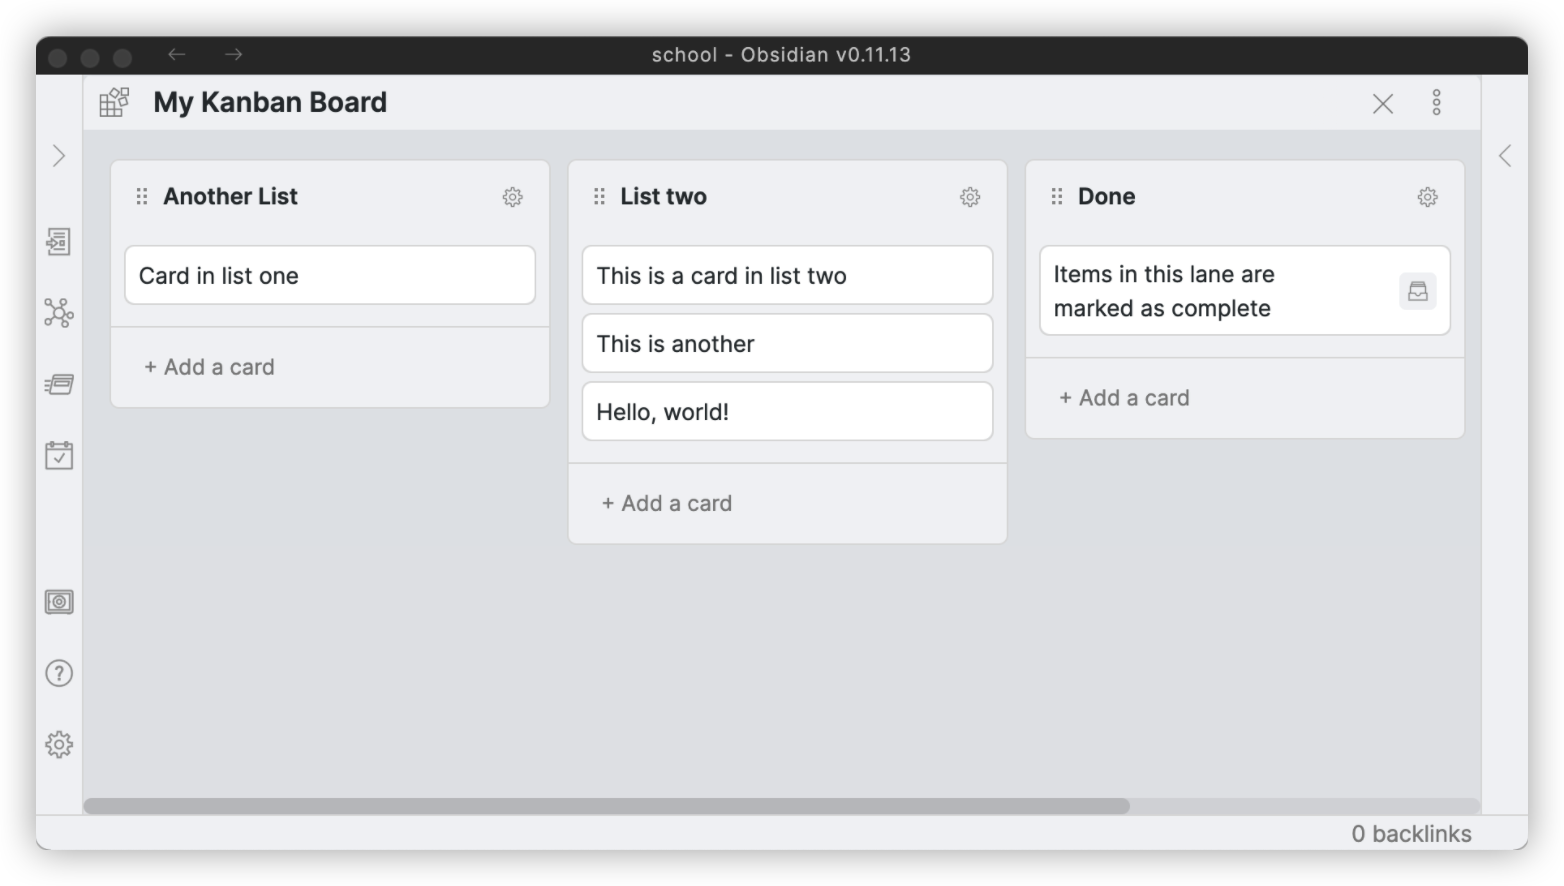 school - Obsidian v0.11.13
My Kanban Board
Another List
Card in list one
+ Add a card
List two
This is a card in list two
This is another
Hello, world!
+ Add a card
Done
Items in this lane are
marked as complete
+ Add a card
0 backlinks